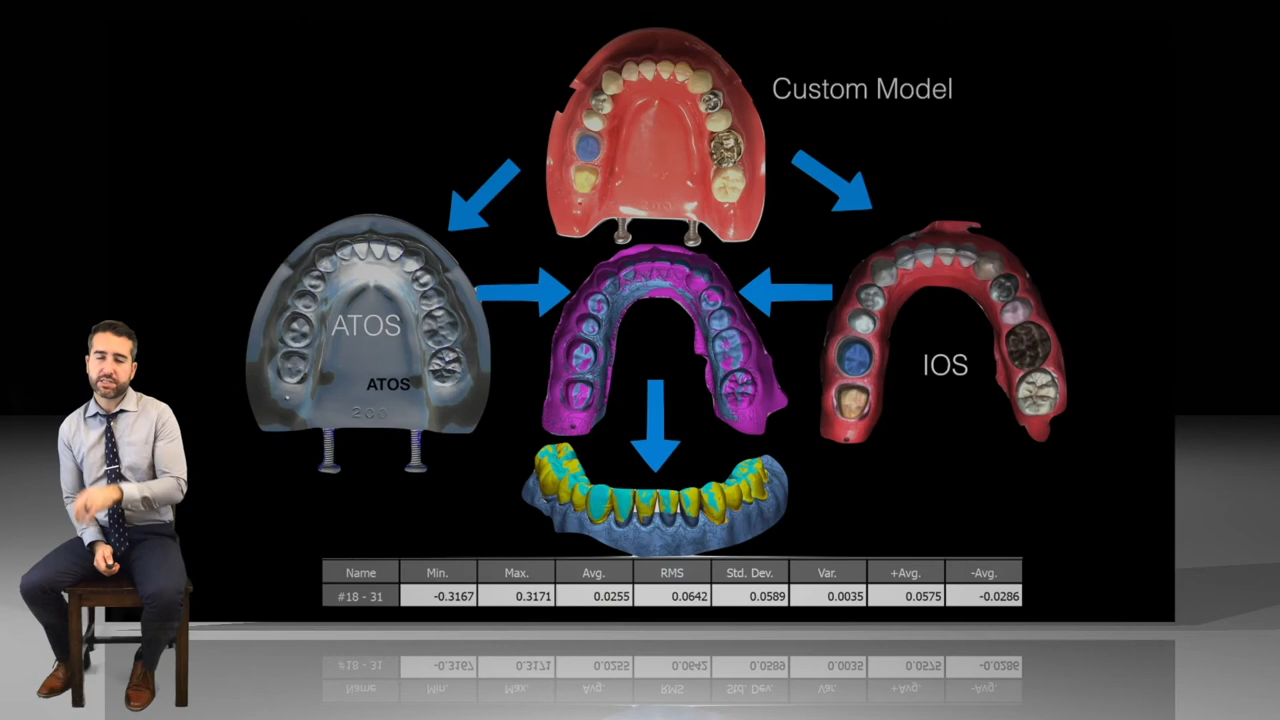 Custom Model
200
ATOS
ATOS
200
IOS
Name Min. Max. Avg. RMS Std. Dev. Var. +Avg. -Avg.
#18 - 31 -0.3167 0.3171 0.0255 0.0642 0.0589 0.0035 0.0575 -0.0286